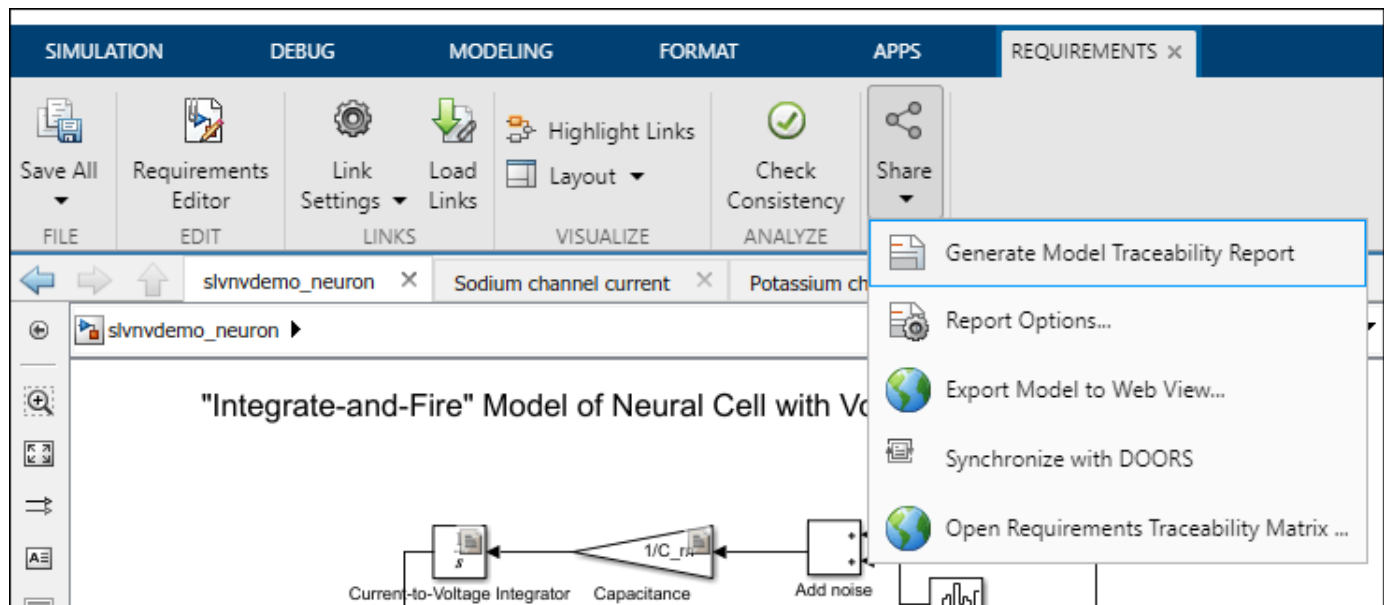 SIMULATION DEBUG MODELING FORMAT APPS REQUIREMENTS
Save All Requirements Link Load Highlight Links Check Share
Editor Settings Links Layout Consistency
FILE EDIT LINKS VISUALIZE ANALYZE
Generate Model Traceability Report
slvnvdemo_neuron Sodium channel current Potassium ch
Report Options...
slvnvdemo_neuron
Export Model to Web View...
"Integrate-and-Fire" Model of Neural Cell with Vo
Synchronize with DOORS
Open Requirements Traceability Matrix ...
1/C_m
s
Current-to-Voltage Integrator Capacitance Add noise